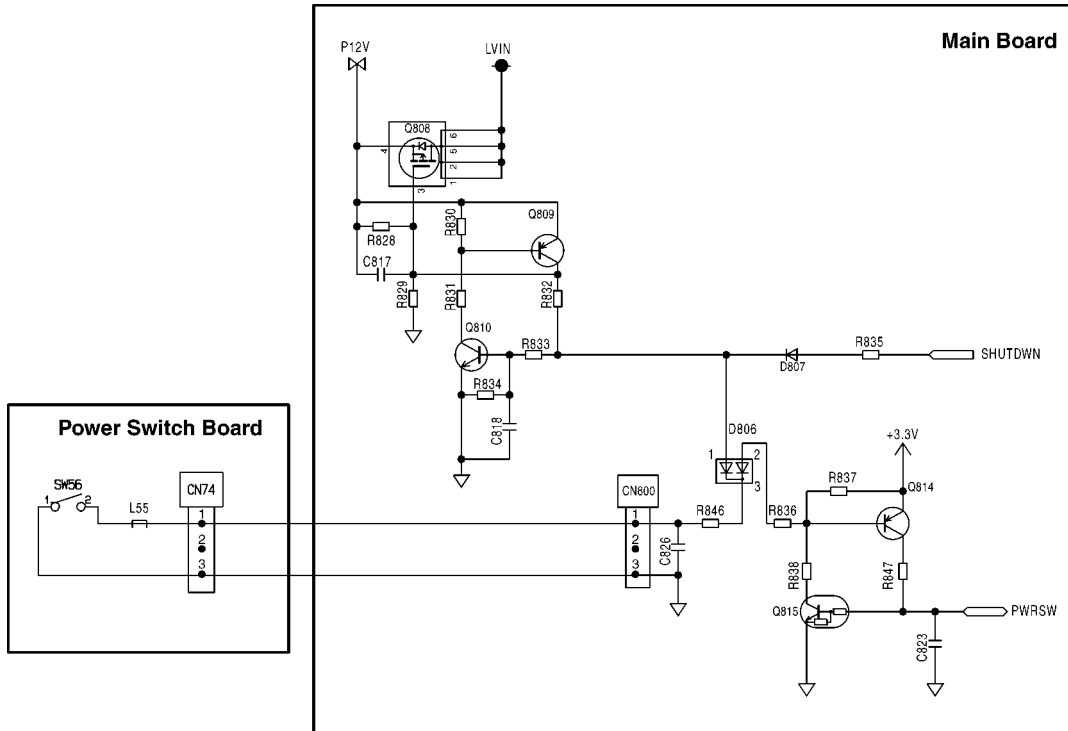 Main Board
P12V
LVIN
Q808
4
6
5
2
1
3
R830
Q809
R828
C817
R829
R831
R832
Q810
R833
R834
C818
D807
R835
SHUTDWN
Power Switch Board
SW56
1
2
L55
CN74
1
2
3
CN800
1
2
3
C826
R846
D806
1
2
3
R836
+3.3V
R837
Q814
R838
R847
Q815
PWRSW
C823